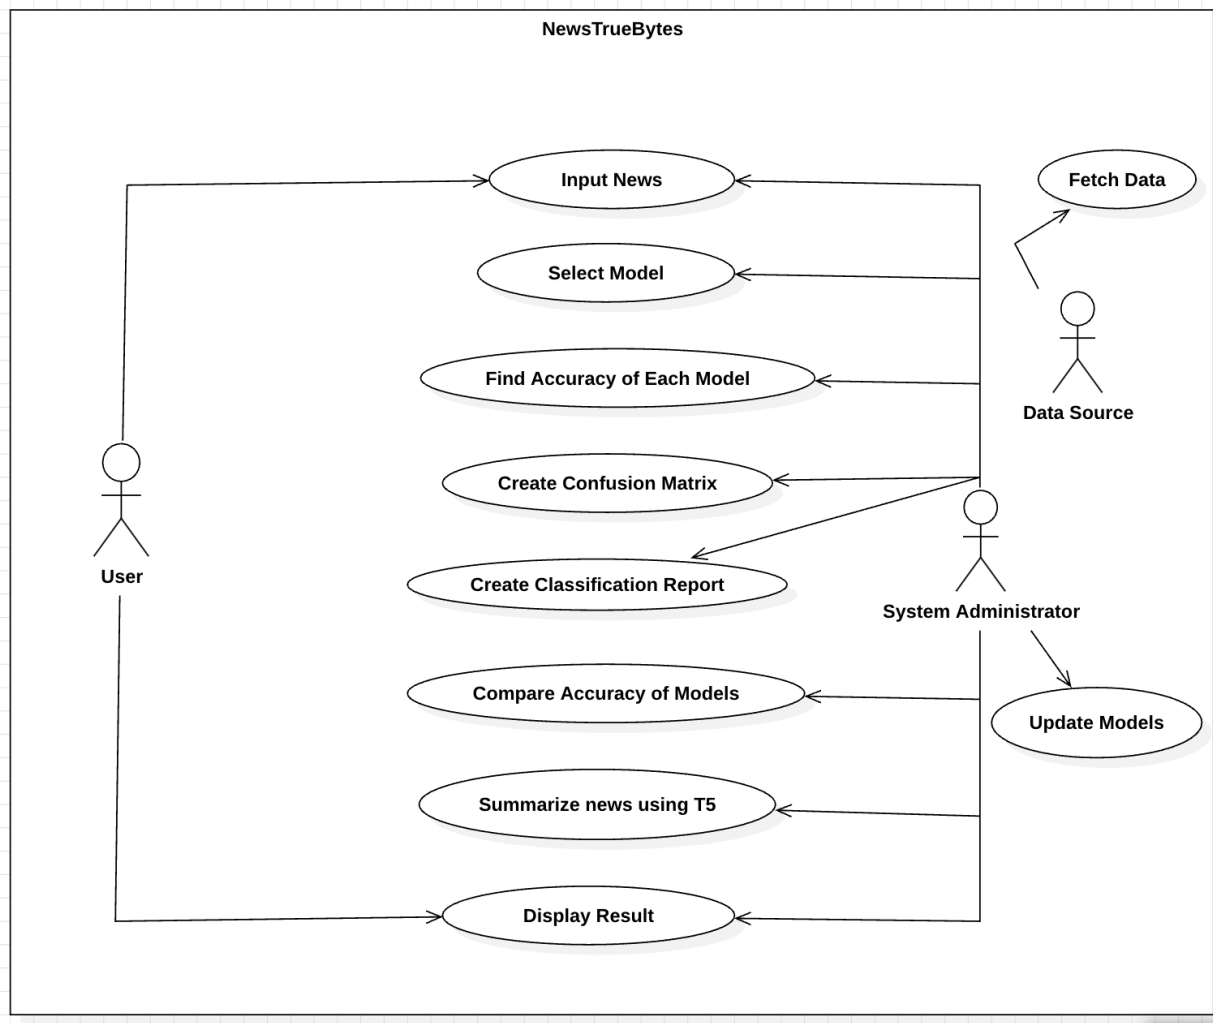 NewsTrueBytes
Input News
Fetch Data
Select Model
Find Accuracy of Each Model
Data Source
Create Confusion Matrix
User
Create Classification Report
System Administrator
Compare Accuracy of Models
Update Models
Summarize news using T5
Display Result